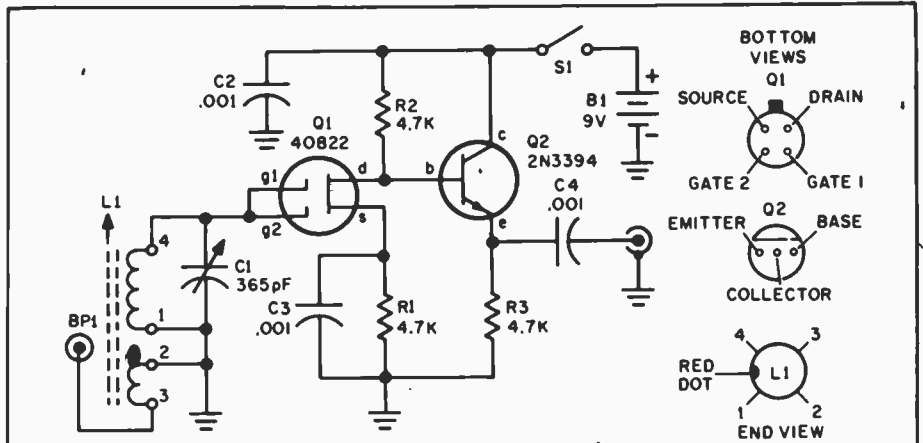 C2
.001
R2
4.7K
S1
B1
9V
+
-
Q1
40822
g1
g2
d
s
b
c
e
Q2
2N3394
C4
.001
L1
4
1
2
3
BP1
C1
365pF
C3
.001
R1
4.7K
R3
4.7K
BOTTOM
VIEWS
Q1
SOURCE
DRAIN
GATE 2
GATE 1
Q2
EMITTER
BASE
COLLECTOR
4
3
RED
DOT
L1
1
2
END VIEW